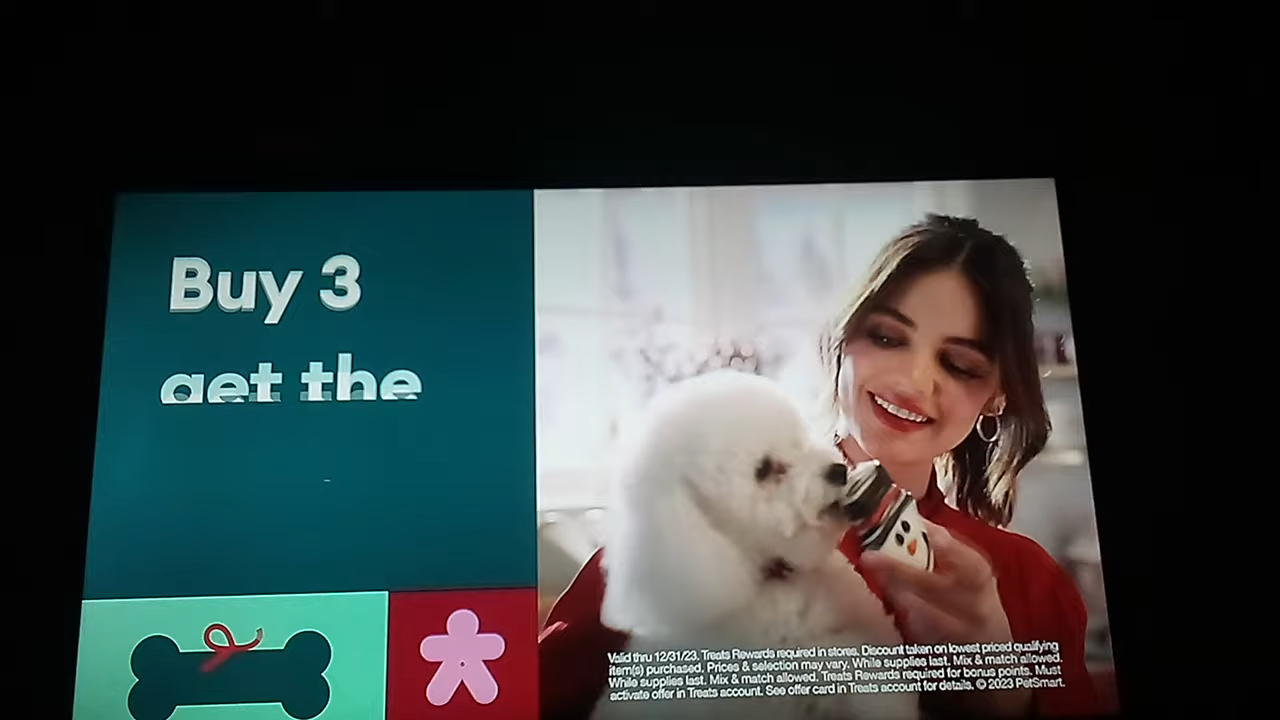 Buy 3
get the
Valid thru 12/31/23. Treats Rewards required in stores. Discount taken on lowest priced qualifying
item(s) purchased. Prices & selection may vary. While supplies last. Mix & match allowed.
While supplies last. Mix & match allowed. Treats Rewards required for bonus points. Must
activate offer in Treats account. See offer card in Treats account for details. © 2023 PetSmart.